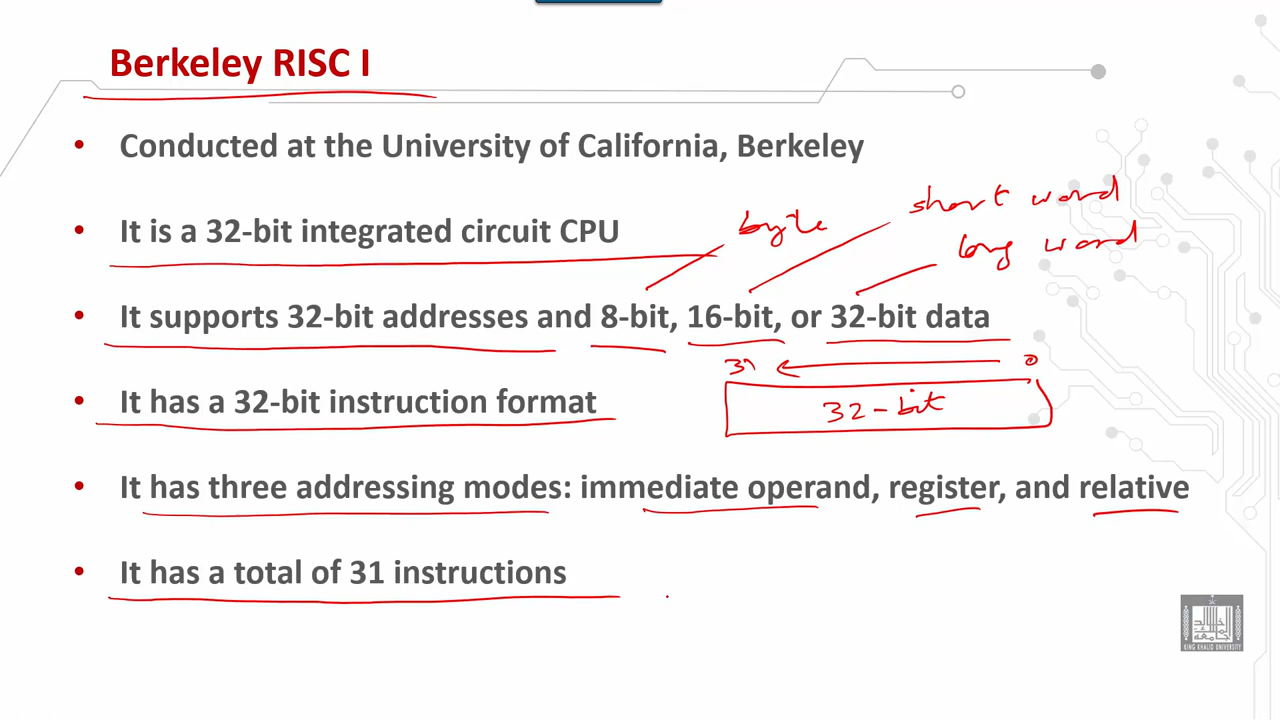 Berkeley RISC I
• Conducted at the University of California, Berkeley
short word
• It is a 32-bit integrated circuit CPU
byte
long word
• It supports 32-bit addresses and 8-bit, 16-bit, or 32-bit data
31 0
• It has a 32-bit instruction format
32-bit
• It has three addressing modes: immediate operand, register, and relative
• It has a total of 31 instructions
KING KHALID UNIVERSITY